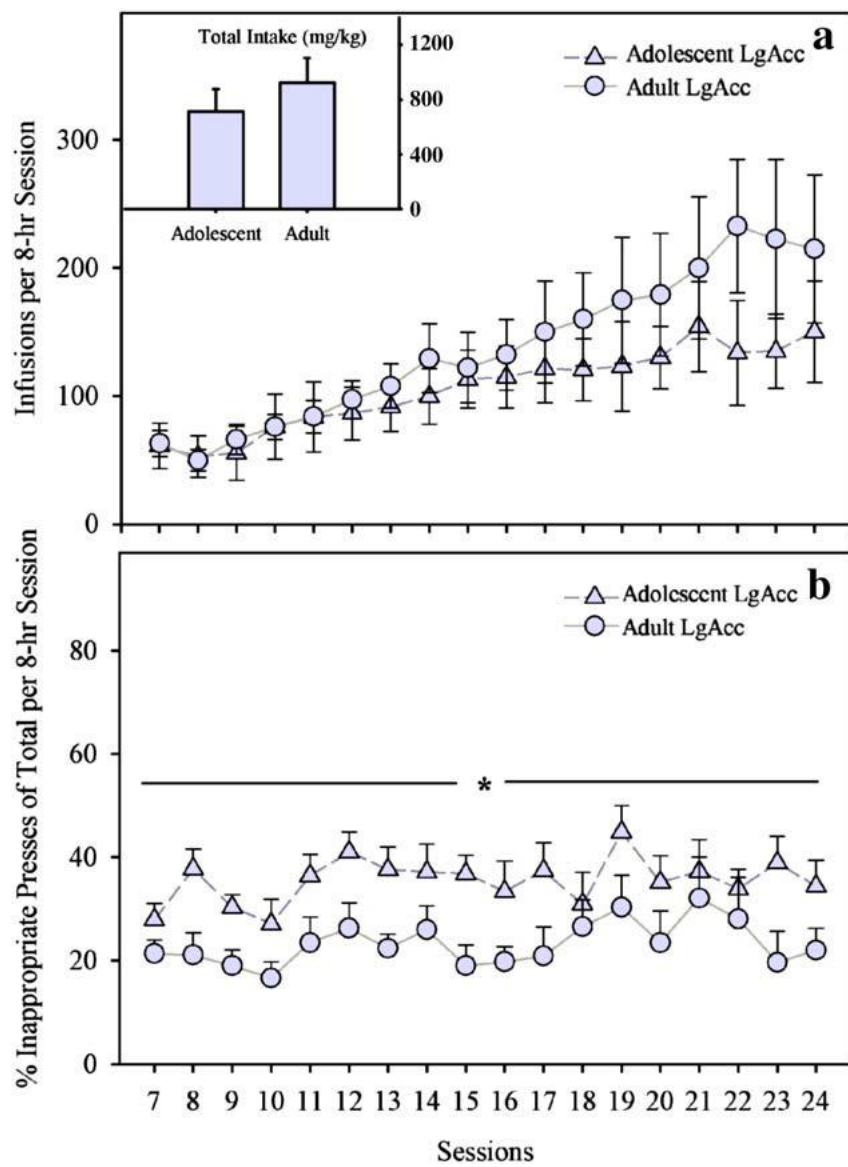 Total Intake (mg/kg)
1200
800
400
0
Adolescent
Adult
a
Adolescent LgAcc
Adult LgAcc
Infusions per 8-hr Session
300
200
100
0
b
Adolescent LgAcc
Adult LgAcc
% Inappropriate Presses of Total per 8-hr Session
80
60
*
40
20
0
7 8 9 10 11 12 13 14 15 16 17 18 19 20 21 22 23 24
Sessions